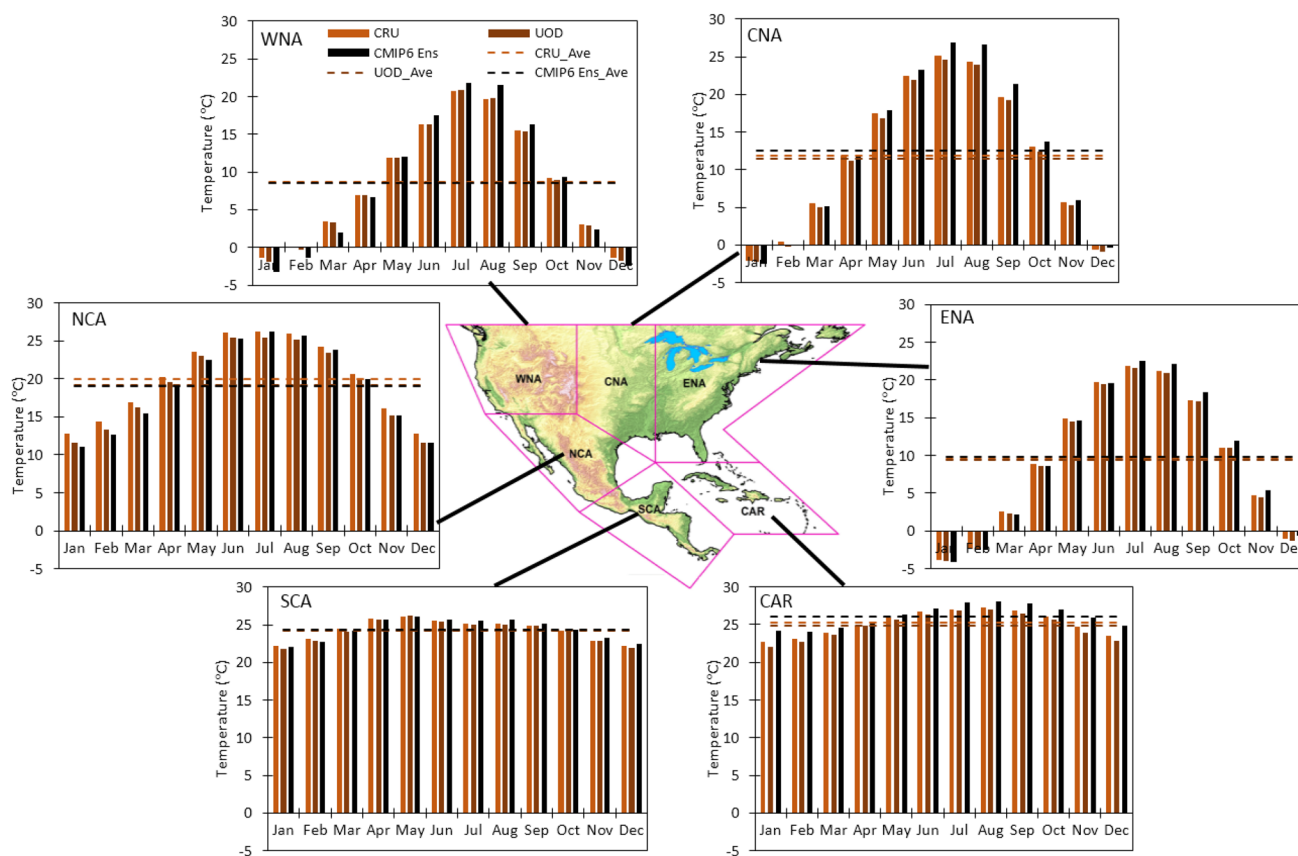 WNA
CRU
UOD
CMIP6 Ens
CRU_Ave
UOD_Ave
CMIP6 Ens_Ave
Temperature (°C)
30
25
20
15
10
5
0
-5
Jan Feb Mar Apr May Jun Jul Aug Sep Oct Nov Dec
CNA
Temperature (°C)
30
25
20
15
10
5
0
-5
Jan Feb Mar Apr May Jun Jul Aug Sep Oct Nov Dec
NCA
Temperature (°C)
30
25
20
15
10
5
0
-5
Jan Feb Mar Apr May Jun Jul Aug Sep Oct Nov Dec
WNA
CNA
ENA
NCA
SCA
CAR
ENA
Temperature (°C)
30
25
20
15
10
5
0
-5
Jan Feb Mar Apr May Jun Jul Aug Sep Oct Nov Dec
SCA
Temperature (°C)
30
25
20
15
10
5
0
-5
Jan Feb Mar Apr May Jun Jul Aug Sep Oct Nov Dec
CAR
Temperature (°C)
30
25
20
15
10
5
0
-5
Jan Feb Mar Apr May Jun Jul Aug Sep Oct Nov Dec